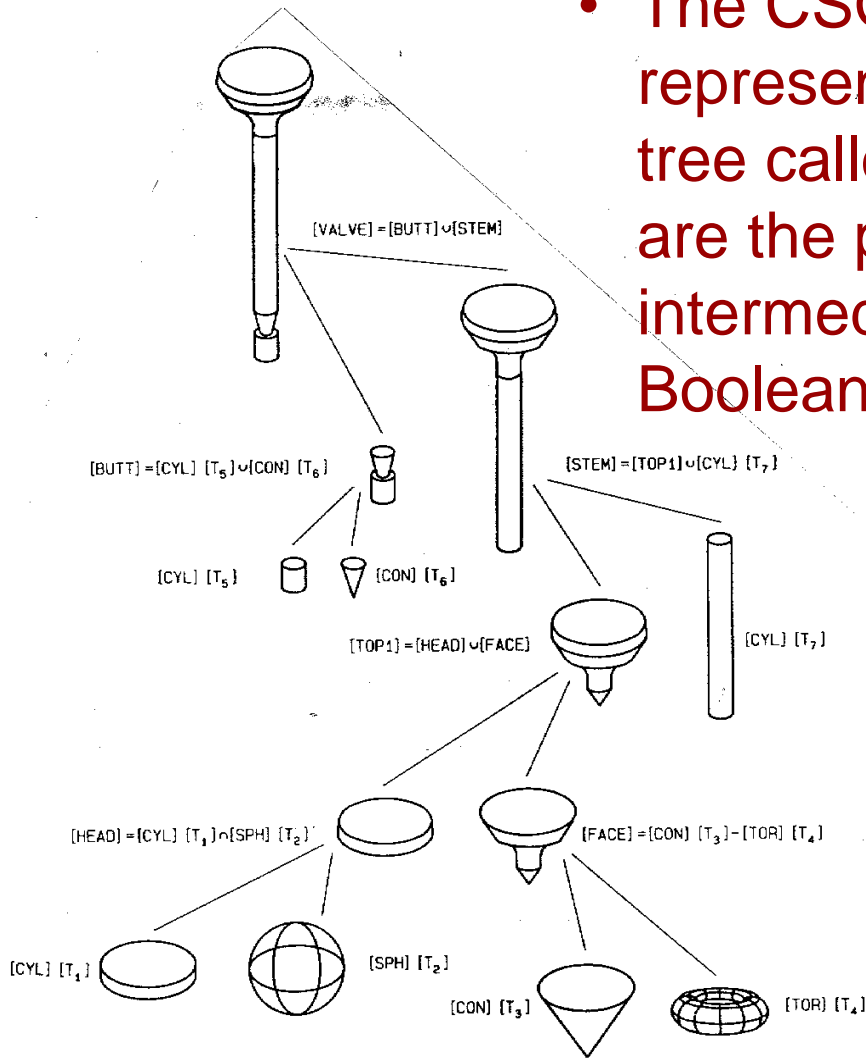 • The CSG
represen
tree calle
are the p
intermed
Boolean
[VALVE]=[BUTT]∪[STEM]
[BUTT]=[CYL] [T₅]∪[CON] [T₆]
[STEM]=[TOP1]∪[CYL] [T₇]
[CYL] [T₅]
[CON] [T₆]
[TOP1]=[HEAD]∪[FACE]
[CYL] [T₇]
[HEAD]=[CYL] [T₁]∩[SPH] [T₂]
[FACE]=[CON] [T₃]-[TOR] [T₄]
[CYL] [T₁]
[SPH] [T₂]
[CON] [T₃]
[TOR] [T₄]